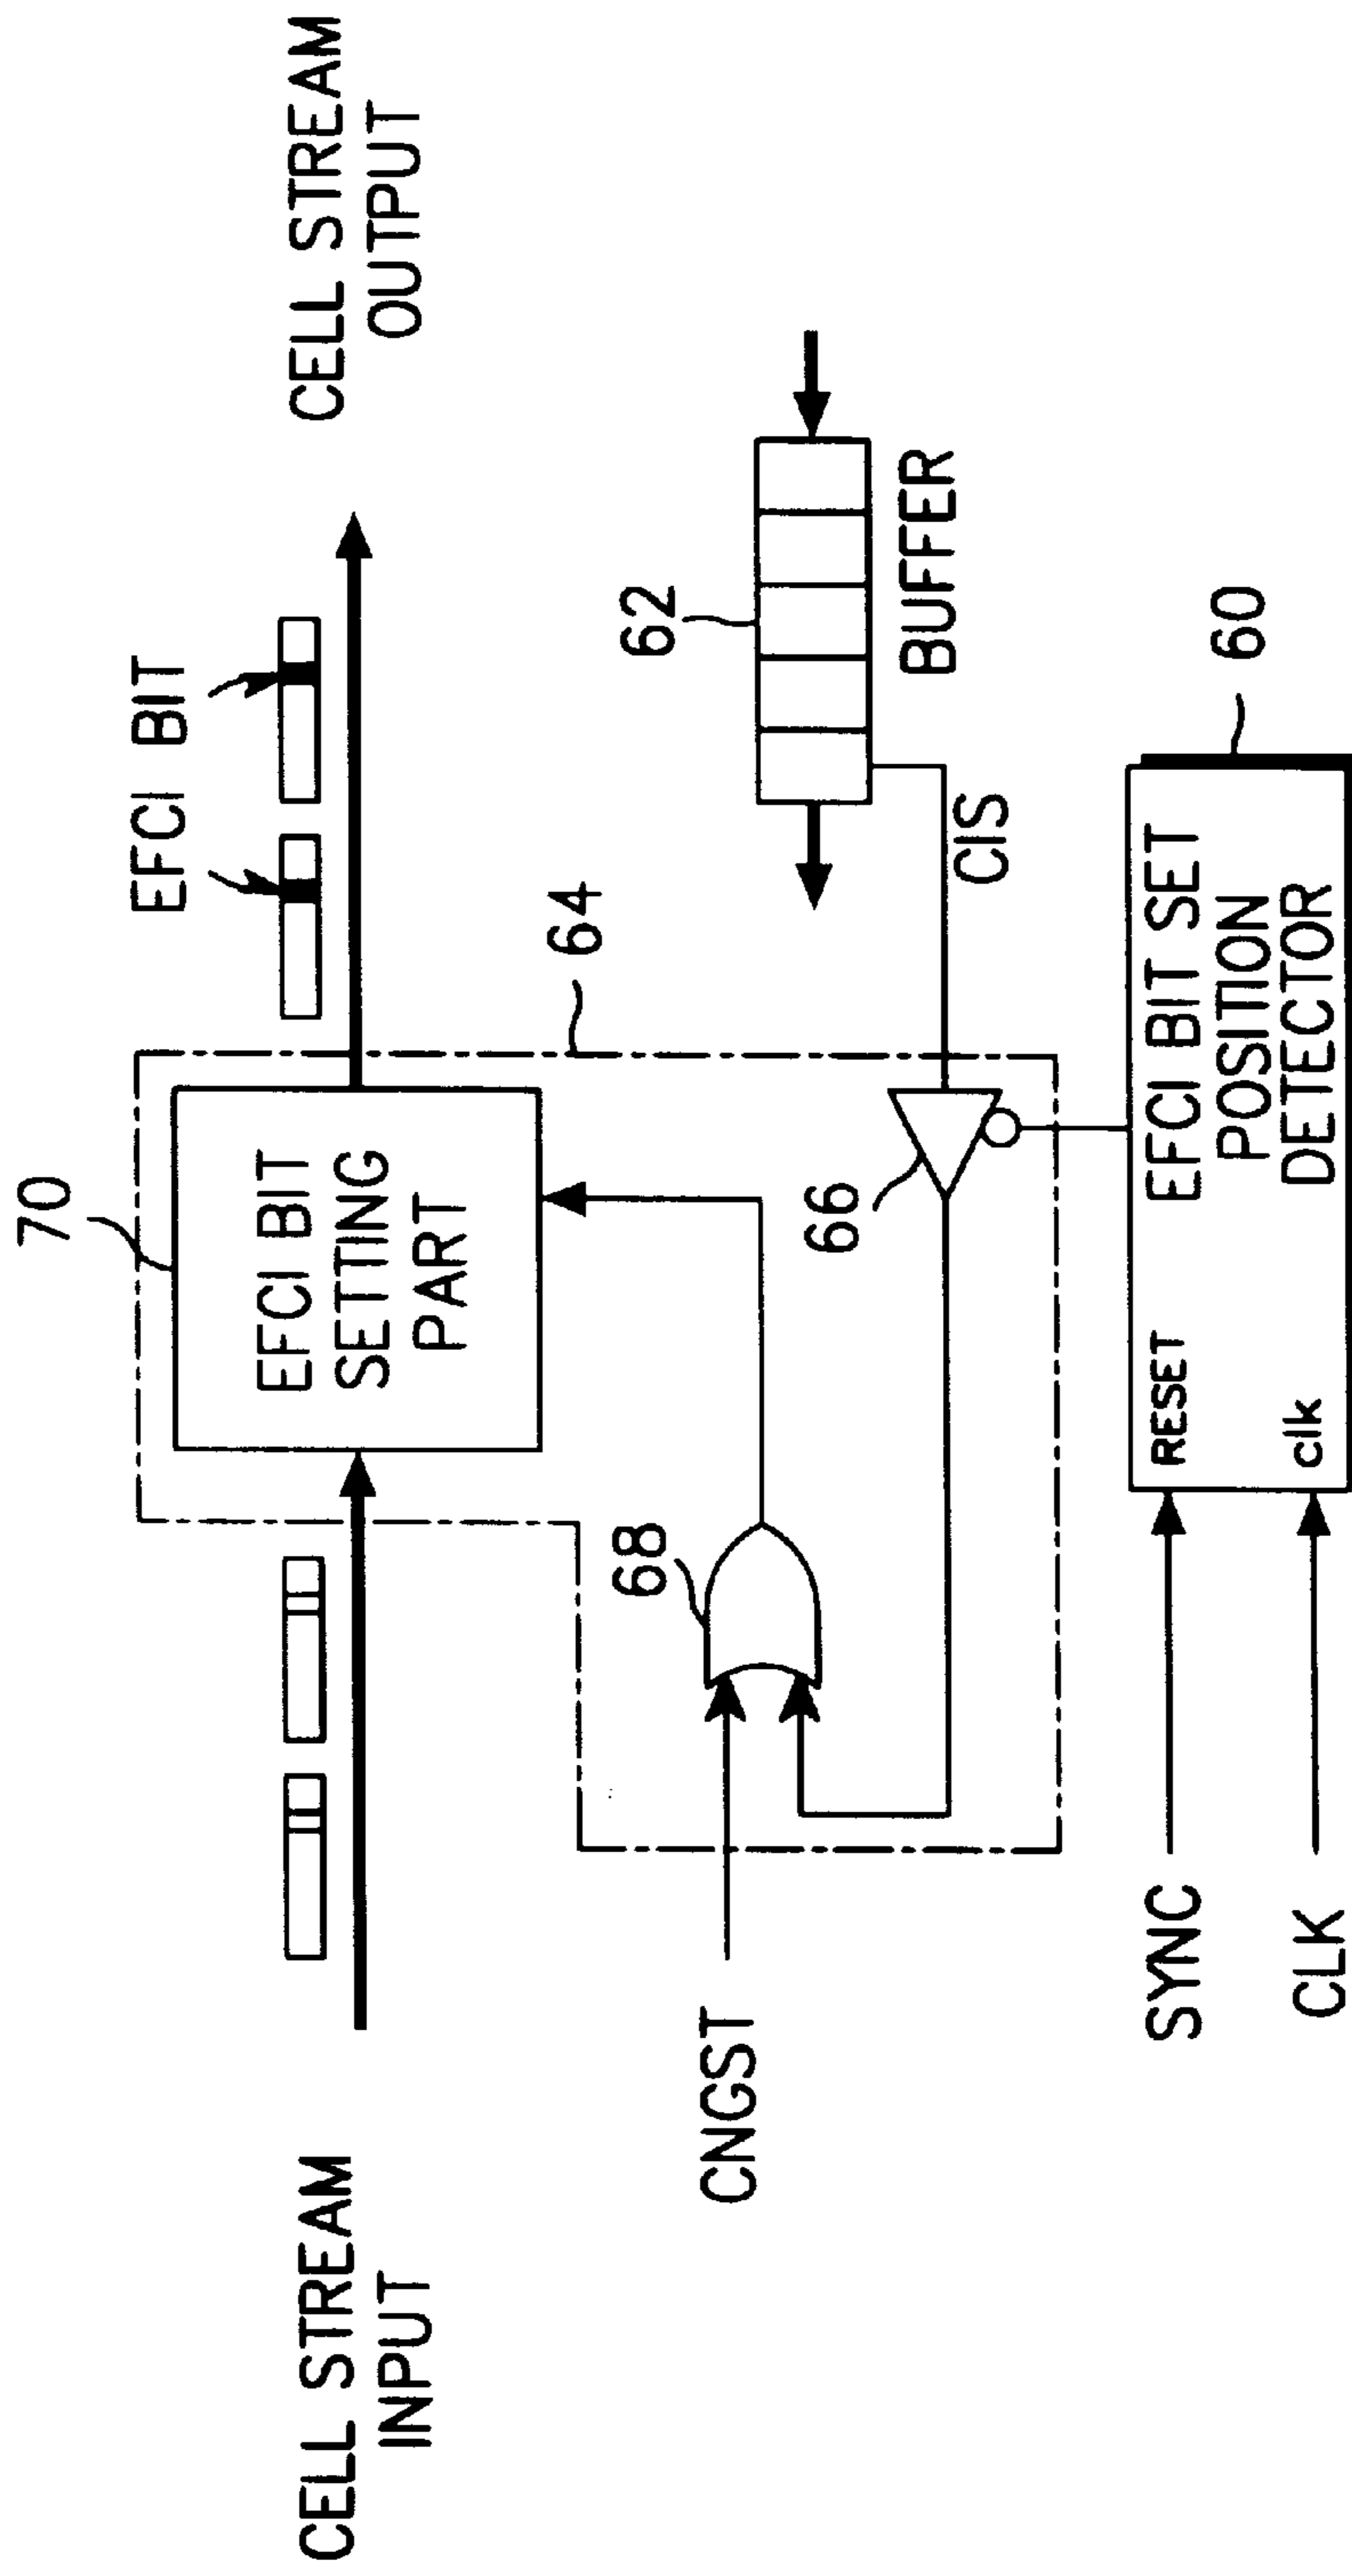 CELL STREAM
INPUT
70
EFCI BIT
SETTING
PART
EFCI BIT
CELL STREAM
OUTPUT
64
CNGST
68
66
62
BUFFER
CIS
SYNC
CLK
RESET
clk
EFCI BIT SET
POSITION
DETECTOR
60